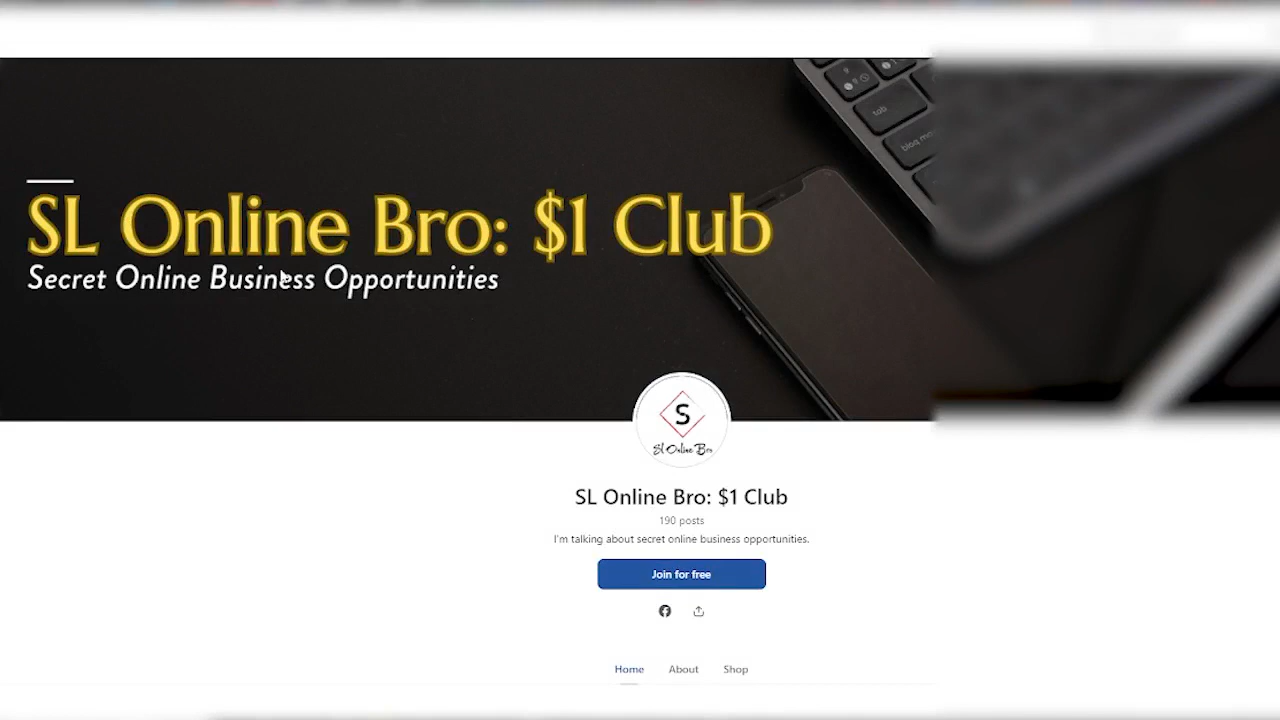 SL Online Bro: $1 Club
Secret Online Business Opportunities
tab
S
Sl Online Bro
SL Online Bro: $1 Club
190 posts
I'm talking about secret online business opportunities.
Join for free
Home About Shop